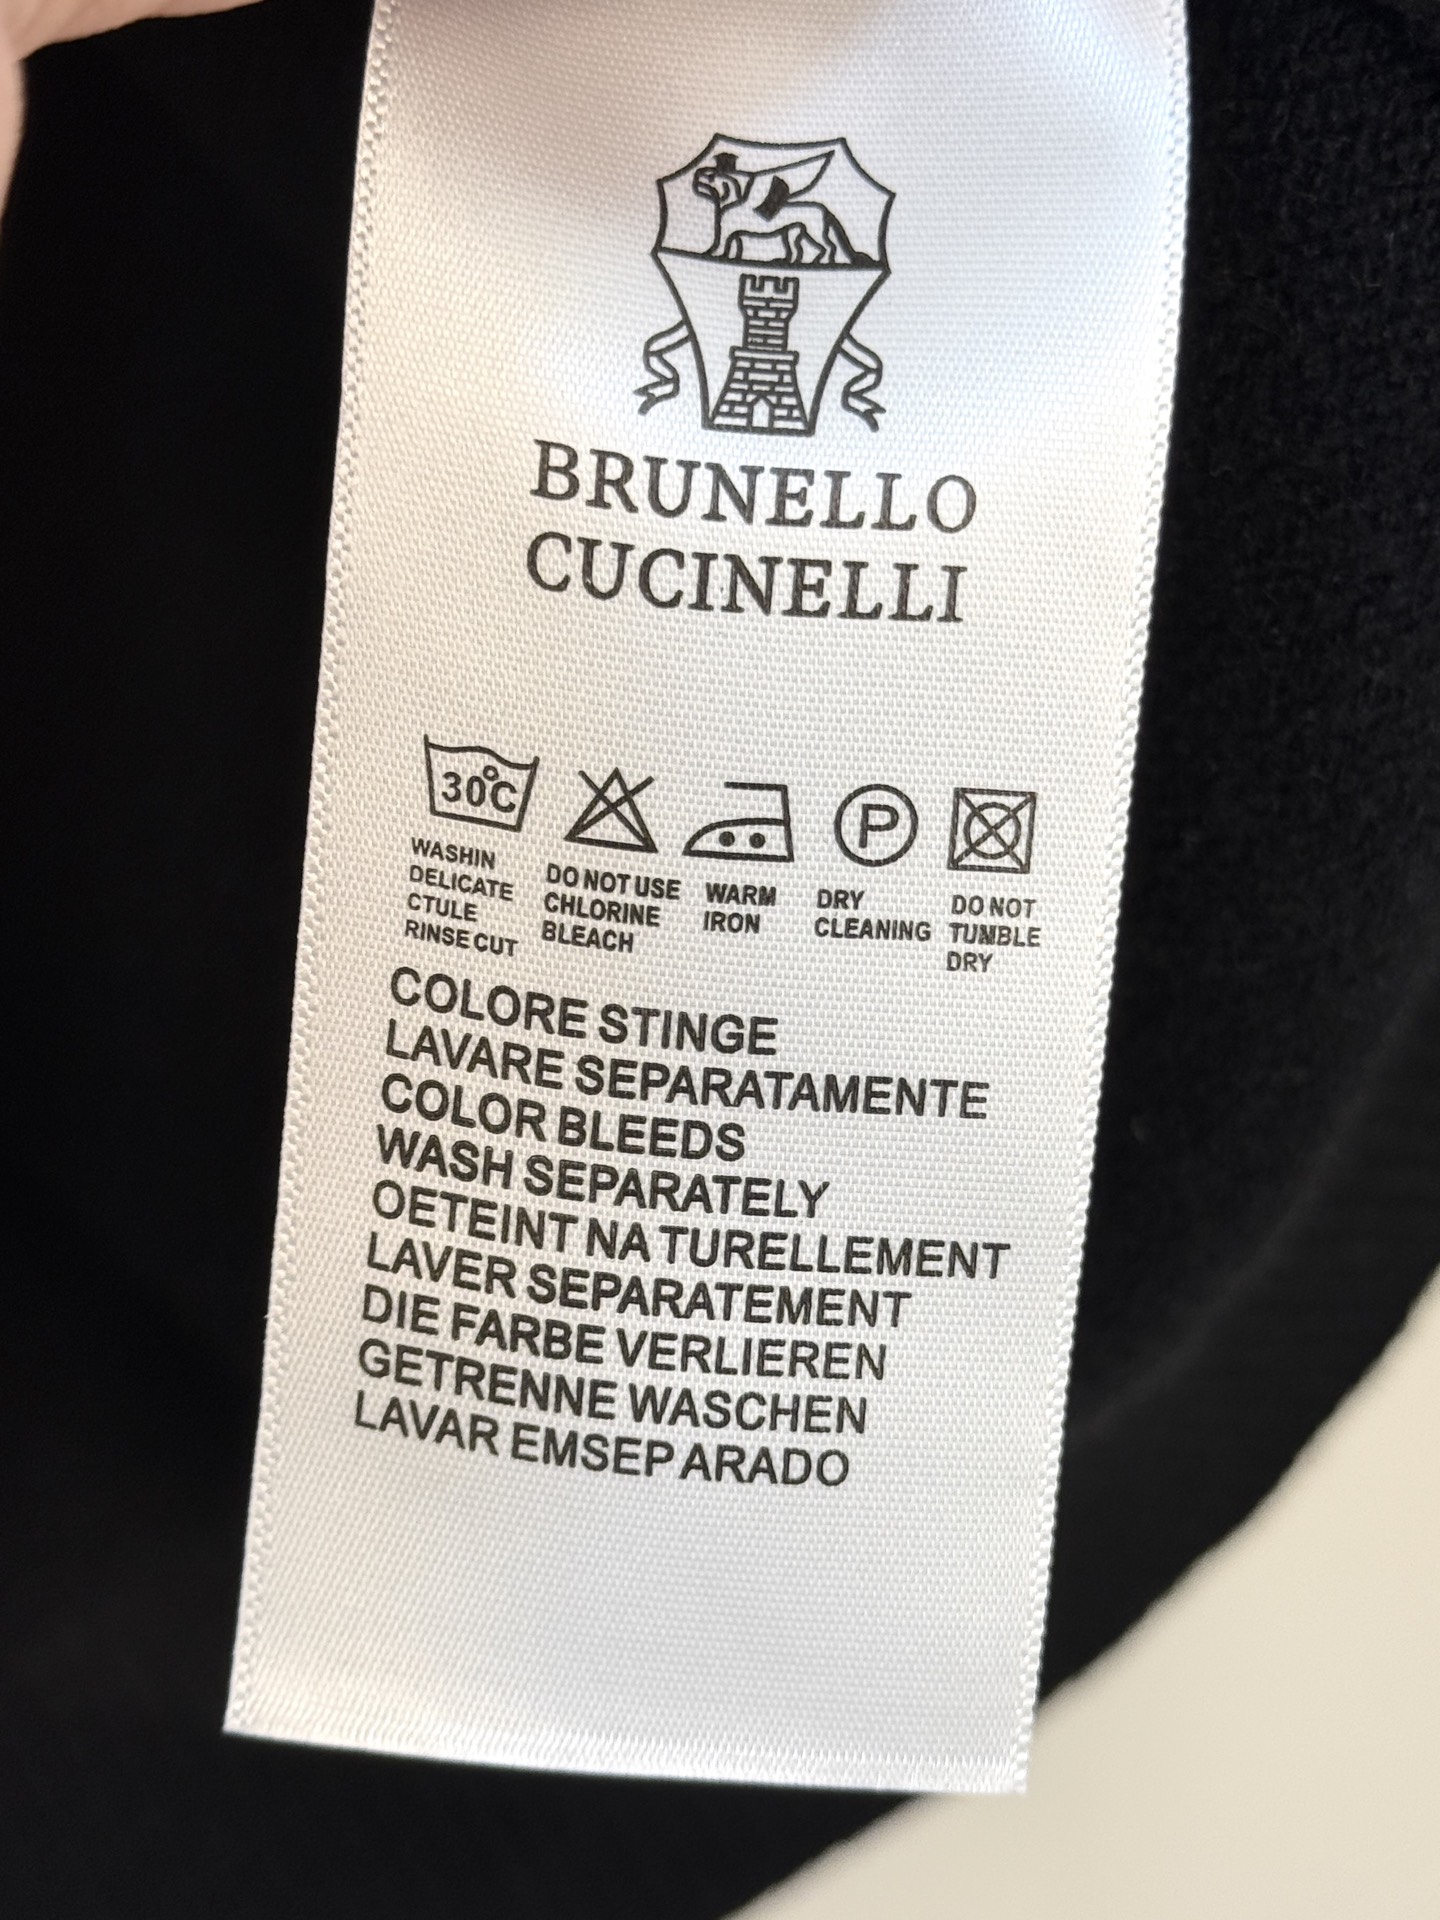 BRUNELLO
CUCINELLI
30°C
P
WASHIN
DELICATE
CTULE
RINSE CUT
DO NOT USE
CHLORINE
BLEACH
WARM
IRON
DRY
CLEANING
DO NOT
TUMBLE
DRY
COLORE STINGE
LAVARE SEPARATAMENTE
COLOR BLEEDS
WASH SEPARATELY
OETEINT NA TURELLEMENT
LAVER SEPARATEMENT
DIE FARBE VERLIEREN
GETRENNE WASCHEN
LAVAR EMSEP ARADO